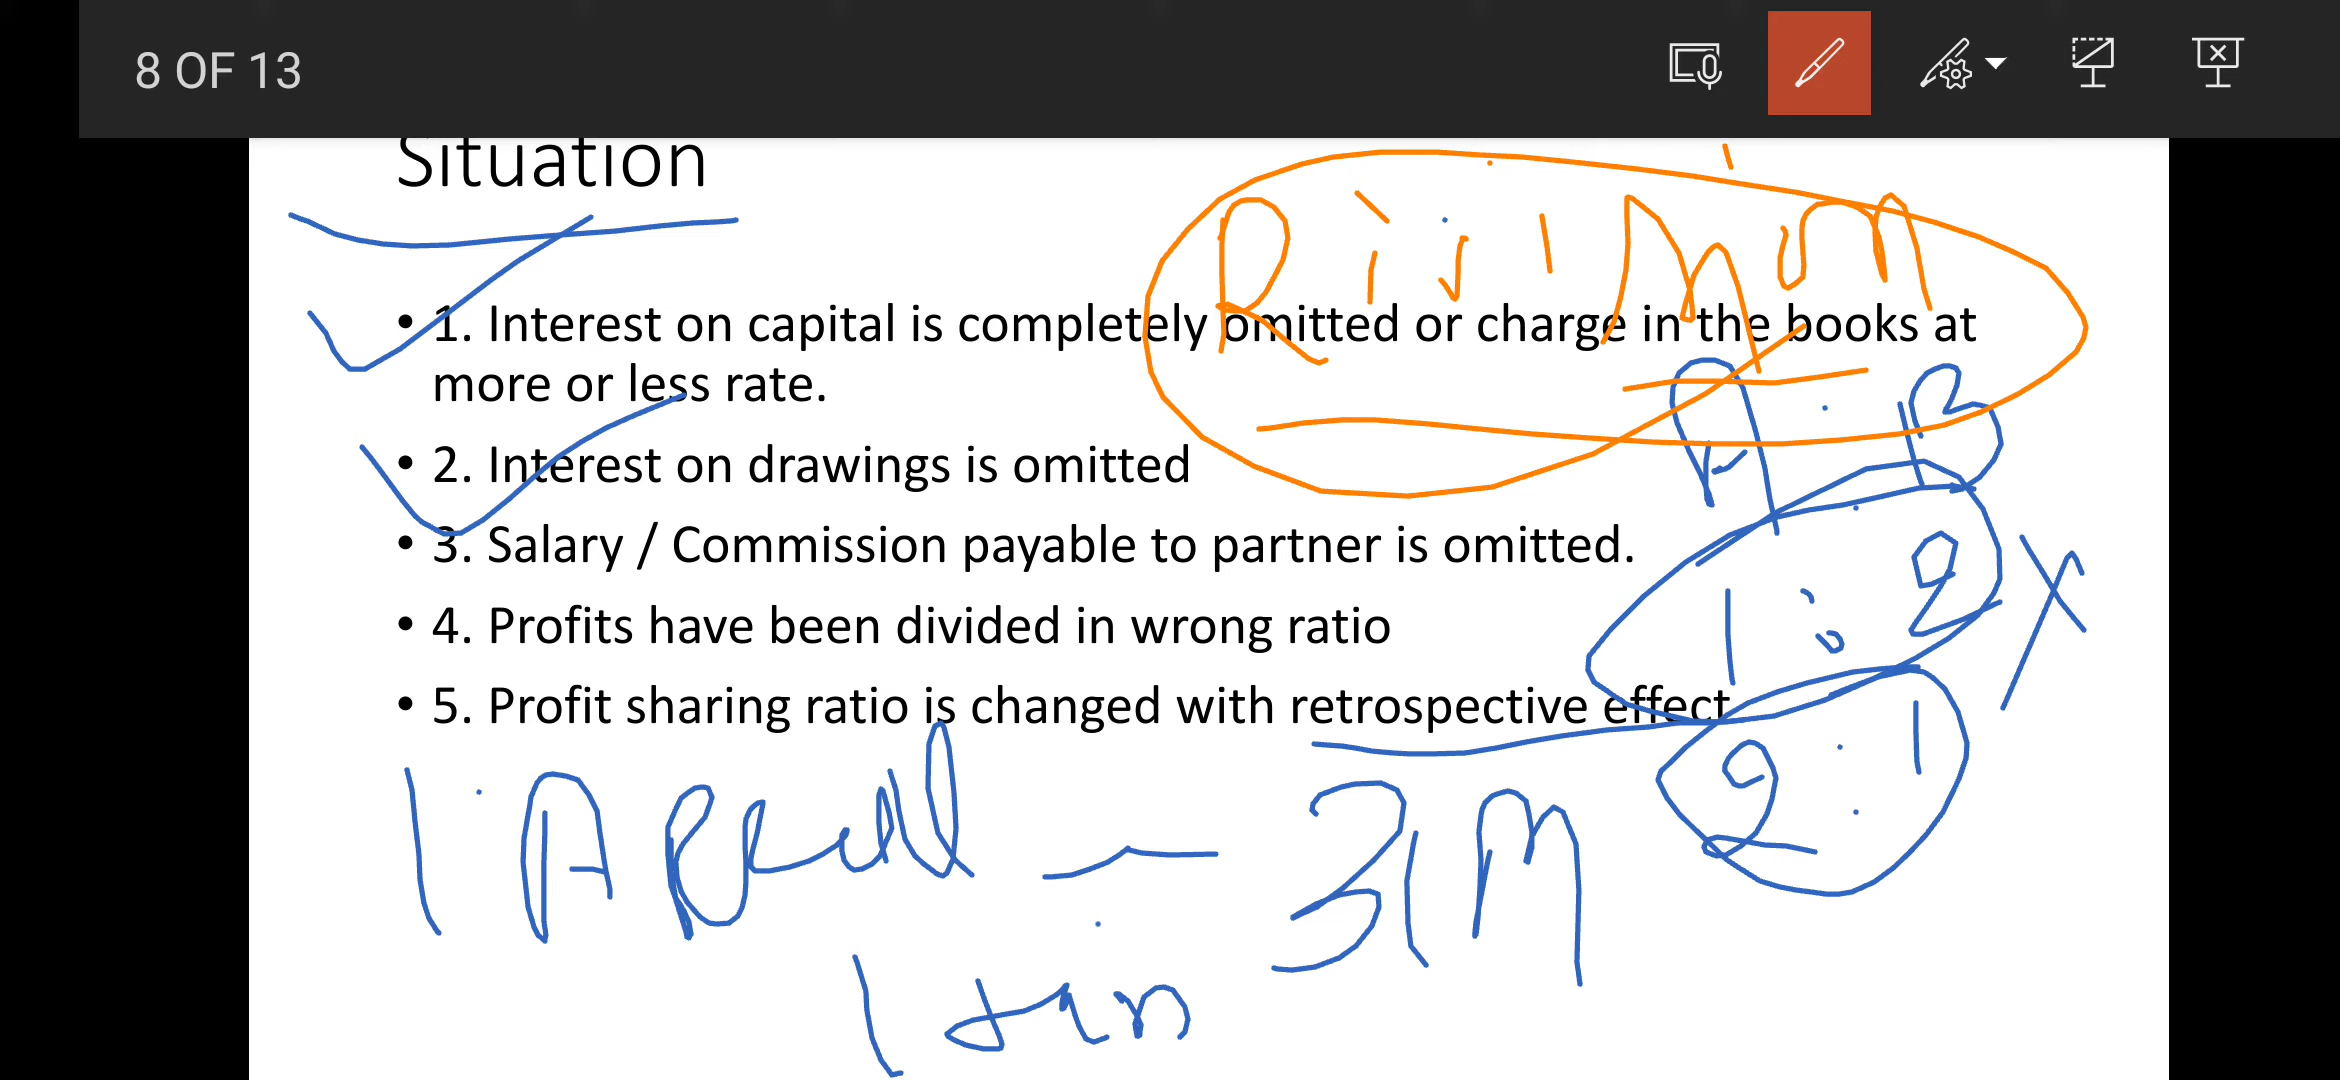 8 OF 13
Situation
• 1. Interest on capital is completely omitted or charge in the books at
more or less rate.
• 2. Interest on drawings is omitted
• 3. Salary / Commission payable to partner is omitted.
• 4. Profits have been divided in wrong ratio
• 5. Profit sharing ratio is changed with retrospective effect
A : B
1 : 2
2 : 1
1 April — 31 M
1 Jan